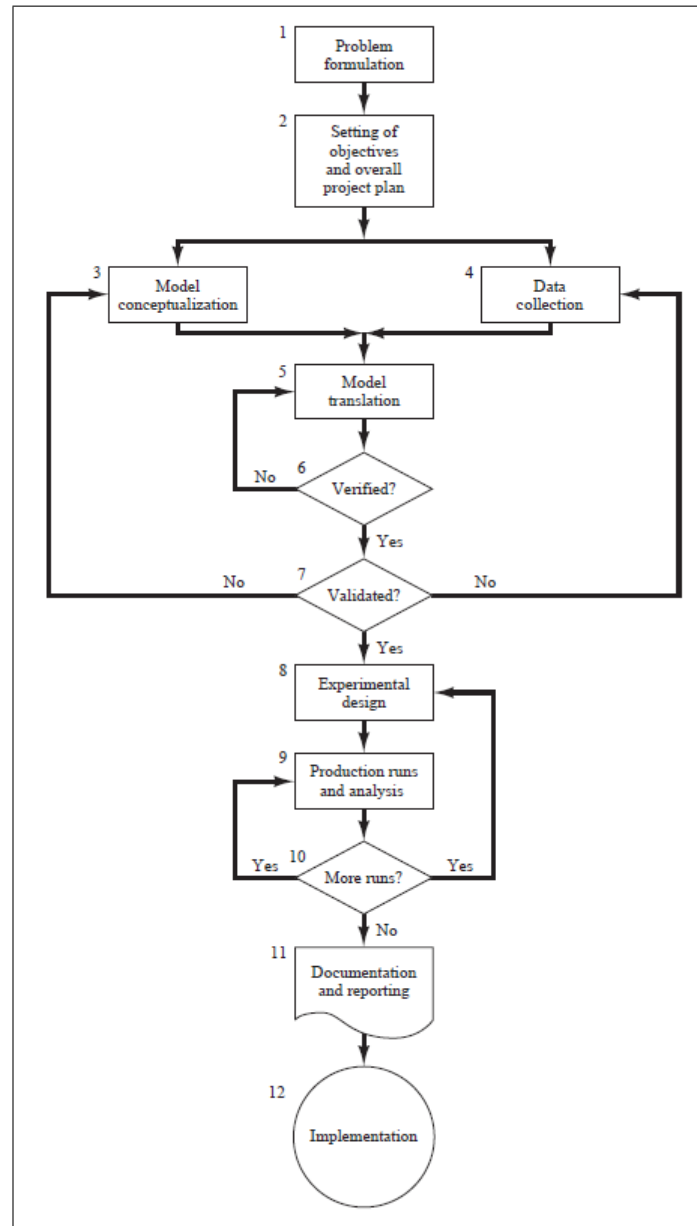 1
Problem
formulation
2
Setting of
objectives
and overall
project plan
3
Model
conceptualization
4
Data
collection
5
Model
translation
6
No
Verified?
Yes
7
No
Validated?
No
Yes
8
Experimental
design
9
Production runs
and analysis
10
Yes
More runs?
Yes
No
11
Documentation
and reporting
12
Implementation